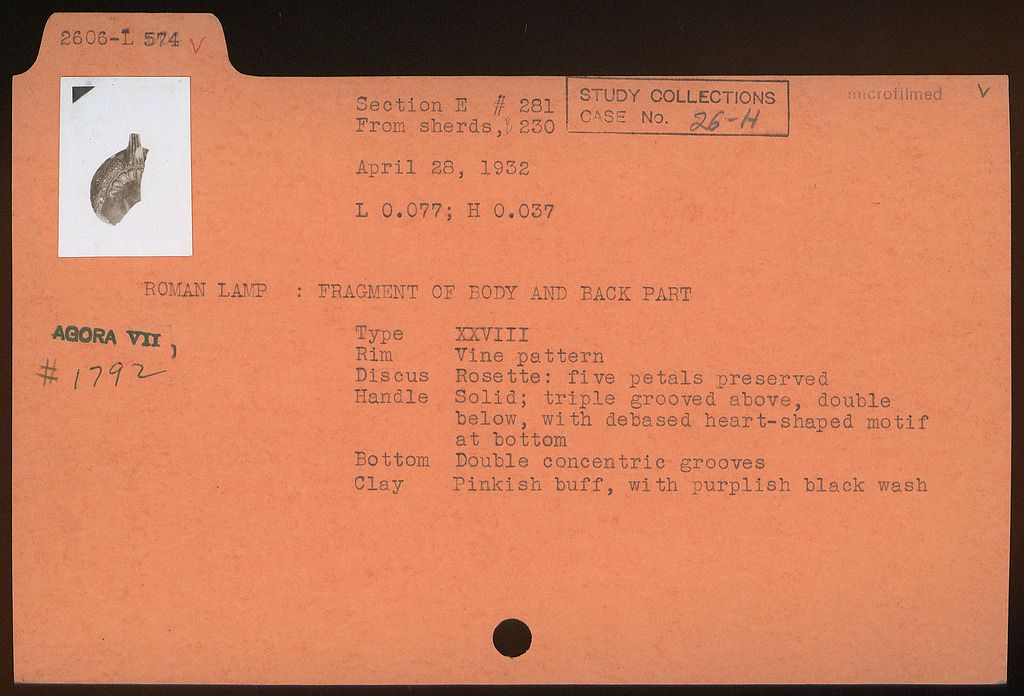 2606-L 574 V
Section E # 281
From sherds, β 230
STUDY COLLECTIONS
CASE No. 26-H
microfilmed V
April 28, 1932
L 0.077; H 0.037
ROMAN LAMP : FRAGMENT OF BODY AND BACK PART
AGORA VII,
# 1792
Type XXVIII
Rim Vine pattern
Discus Rosette: five petals preserved
Handle Solid; triple grooved above, double
below, with debased heart-shaped motif
at bottom
Bottom Double concentric grooves
Clay Pinkish buff, with purplish black wash